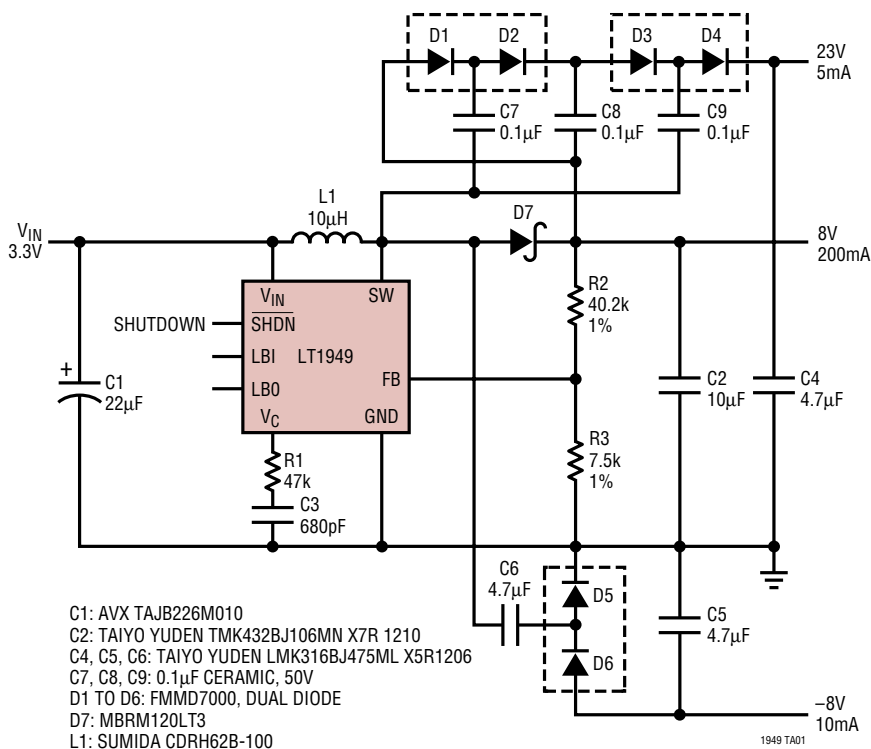 D1
D2
D3
D4
23V
5mA
C7
0.1µF
C8
0.1µF
C9
0.1µF
L1
10µH
D7
VIN
3.3V
8V
200mA
VIN
SW
SHUTDOWN
SHDN
LBI
LT1949
LBO
FB
VC
GND
R2
40.2k
1%
C1
22µF
+
C2
10µF
C4
4.7µF
R3
7.5k
1%
R1
47k
C3
680pF
C6
4.7µF
D5
D6
C5
4.7µF
–8V
10mA
C1: AVX TAJB226M010
C2: TAIYO YUDEN TMK432BJ106MN X7R 1210
C4, C5, C6: TAIYO YUDEN LMK316BJ475ML X5R1206
C7, C8, C9: 0.1µF CERAMIC, 50V
D1 TO D6: FMMD7000, DUAL DIODE
D7: MBRM120LT3
L1: SUMIDA CDRH62B-100
1949 TA01